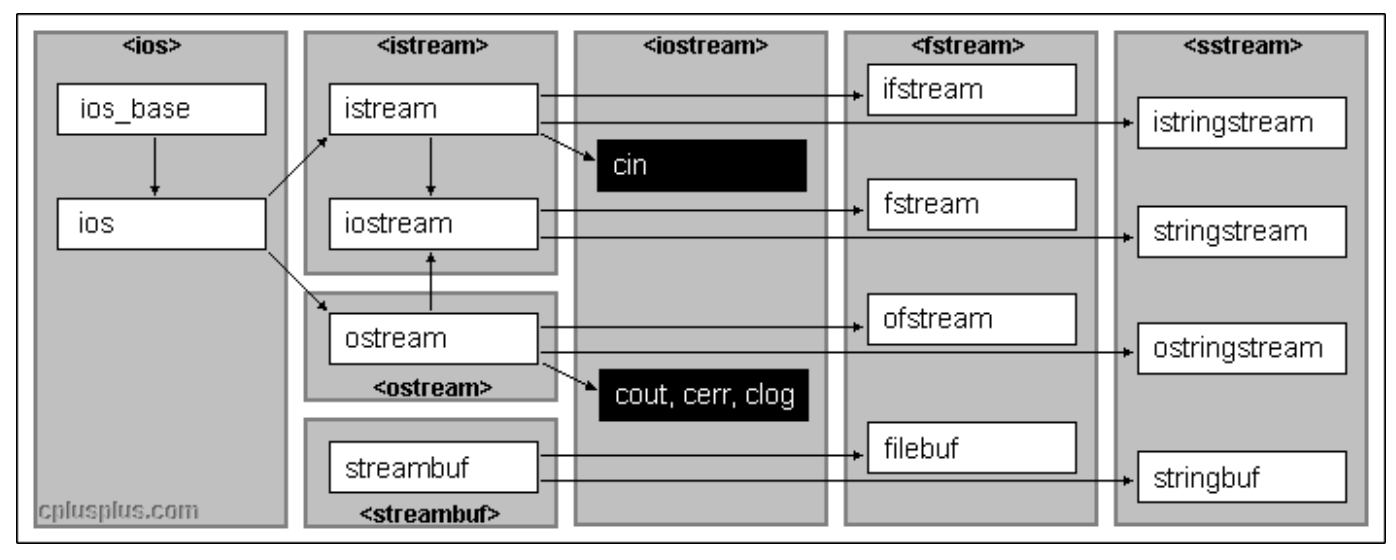 <ios>
ios_base
ios
cplusplus.com
<istream>
istream
iostream
ostream
<ostream>
streambuf
<streambuf>
<iostream>
cin
cout, cerr, clog
<fstream>
ifstream
fstream
ofstream
filebuf
<sstream>
istringstream
stringstream
ostringstream
stringbuf